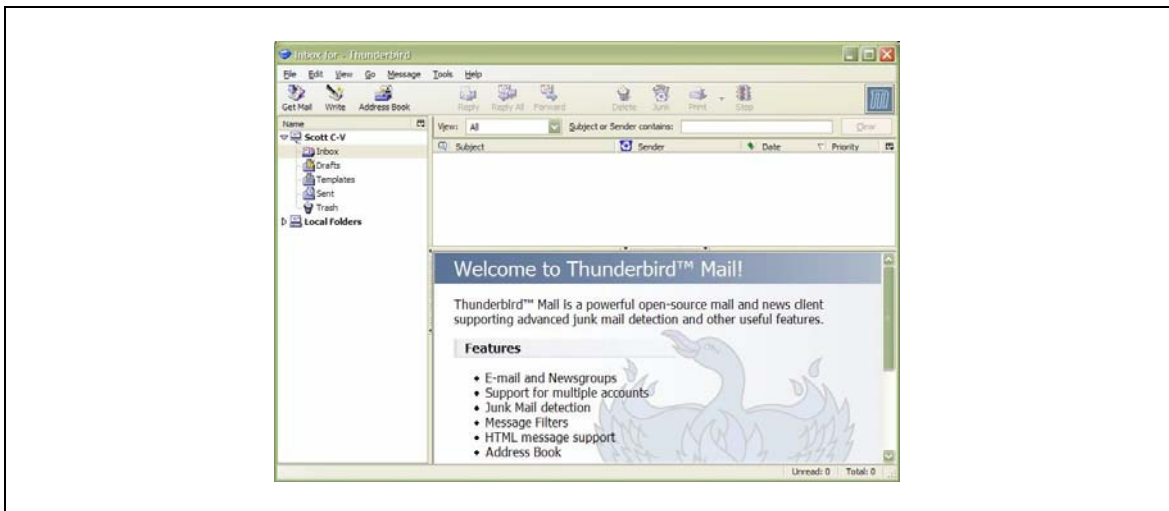 Inbox for - Thunderbird
File Edit View Go Message Tools Help
Get Mail Write Address Book Reply Reply All Forward Delete Junk Print Stop
Name
View: All Subject or Sender contains: Clear
Scott C-V
Subject Sender Date Priority
Inbox
Drafts
Templates
Sent
Trash
Local Folders
Welcome to Thunderbird™ Mail!
Thunderbird™ Mail is a powerful open-source mail and news client
supporting advanced junk mail detection and other useful features.
Features
• E-mail and Newsgroups
• Support for multiple accounts
• Junk Mail detection
• Message Filters
• HTML message support
• Address Book
Unread: 0 Total: 0